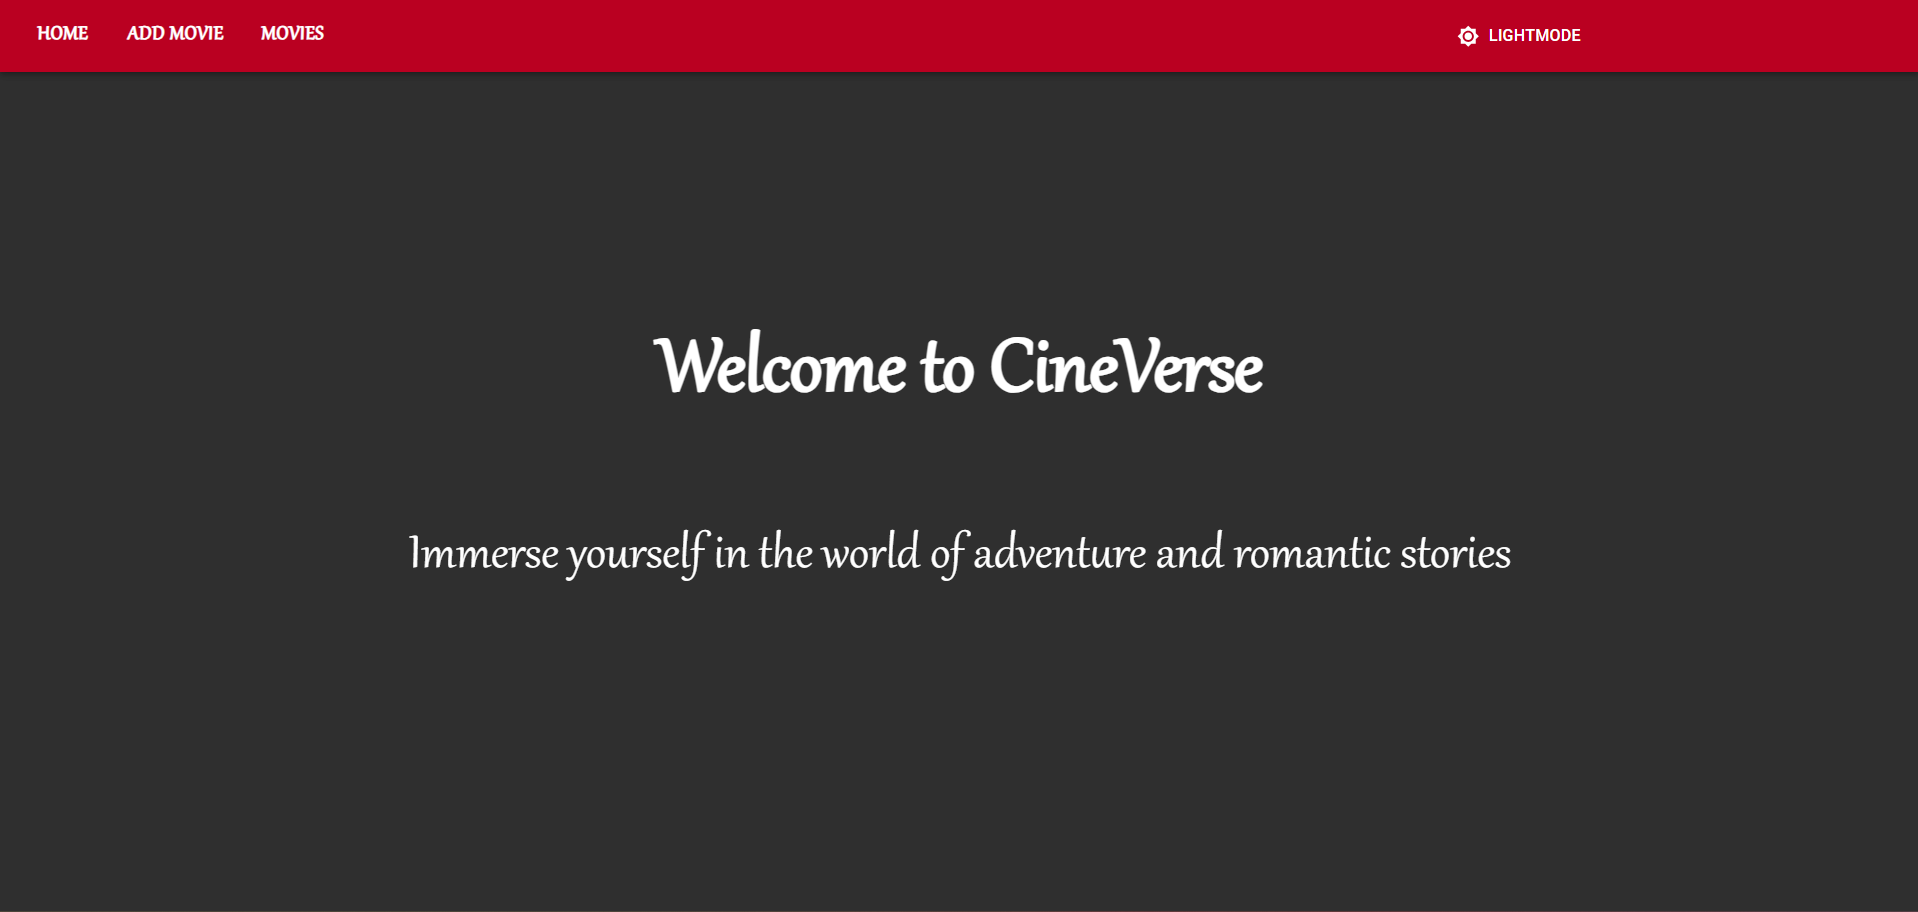 HOME ADD MOVIE MOVIES LIGHTMODE
Welcome to CineVerse
Immerse yourself in the world of adventure and romantic stories